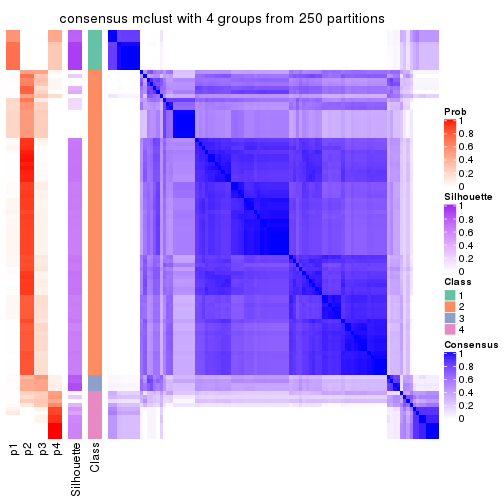 consensus mclust with 4 groups from 250 partitions
Prob
1
0.8
0.6
0.4
0.2
0
Silhouette
1
0.8
0.6
0.4
0.2
0
Class
1
2
3
4
Consensus
1
0.8
0.6
0.4
0.2
0
p1
p2
p3
p4
Silhouette
Class